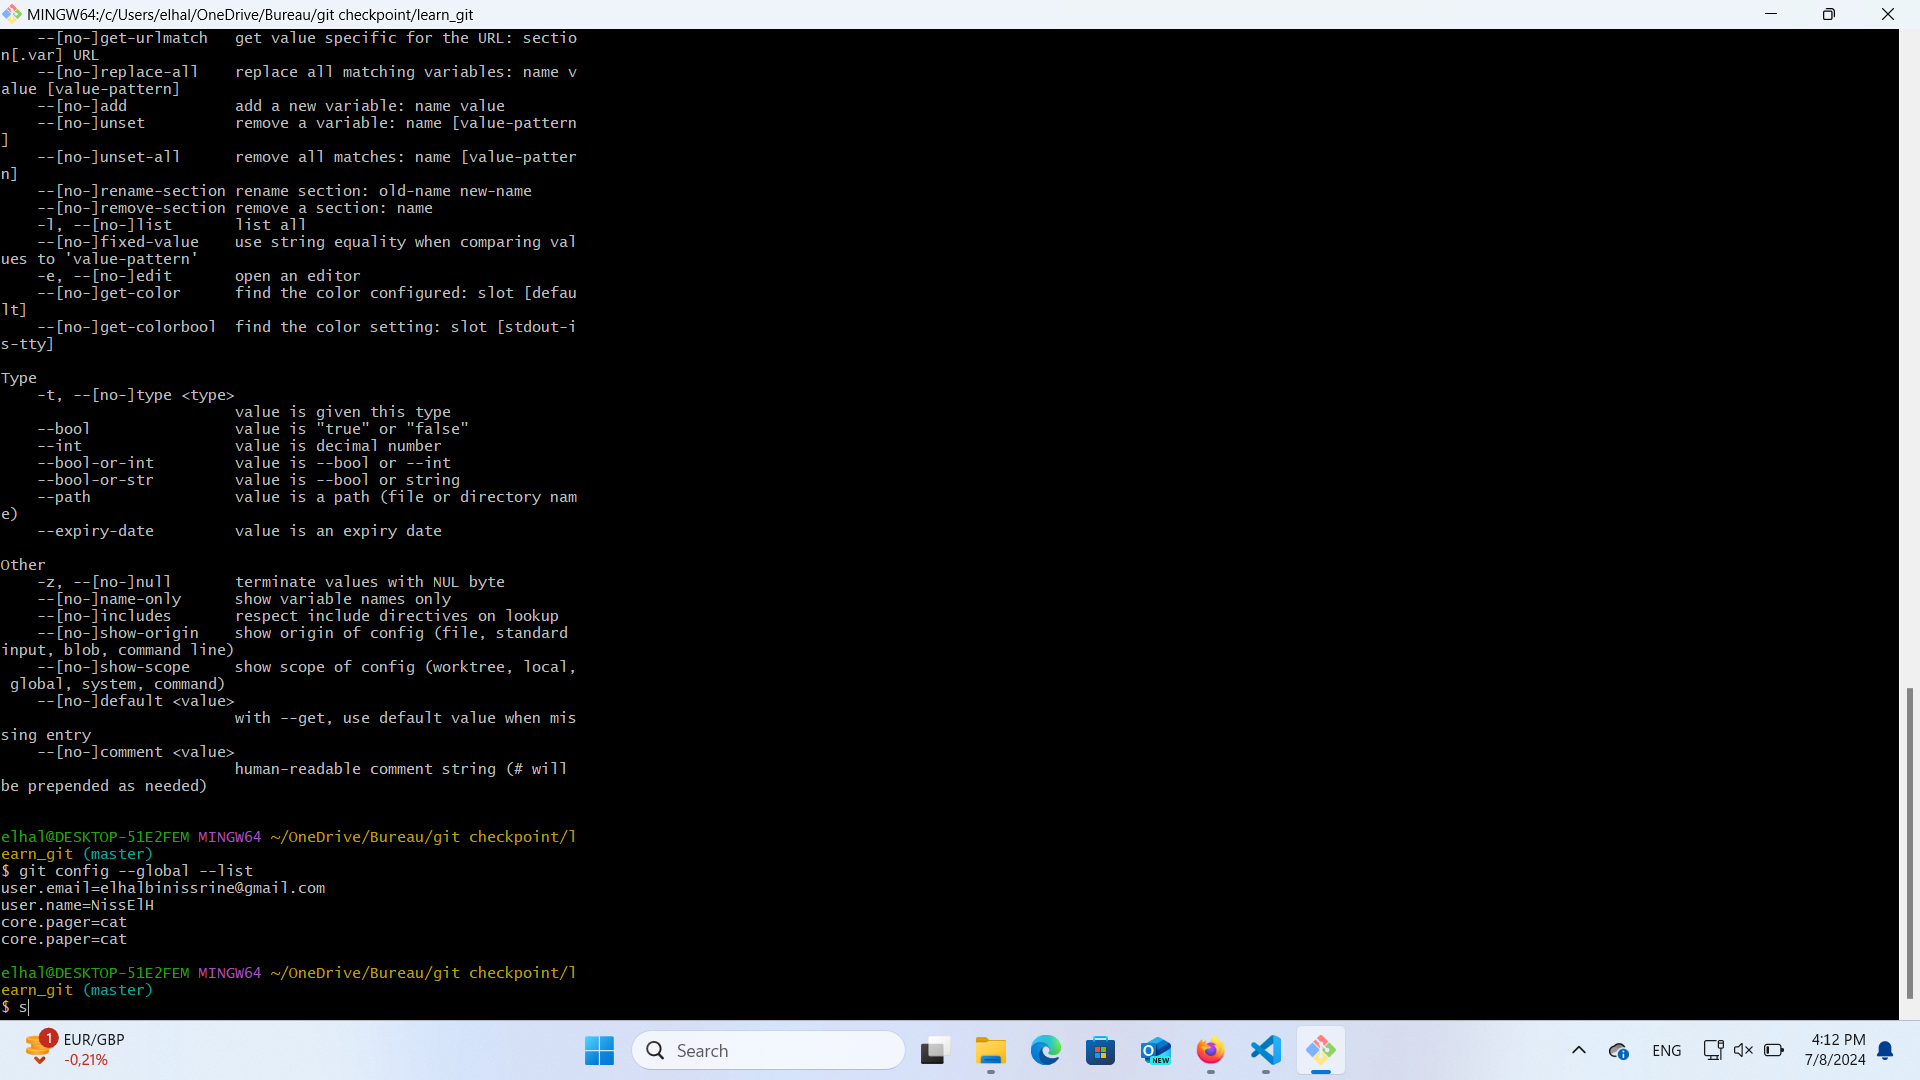 MINGW64:/c/Users/elhal/OneDrive/Bureau/git checkpoint/learn_git
    --[no-]get-urlmatch   get value specific for the URL: sectio
n[.var] URL
    --[no-]replace-all    replace all matching variables: name v
alue [value-pattern]
    --[no-]add            add a new variable: name value
    --[no-]unset          remove a variable: name [value-pattern
]
    --[no-]unset-all      remove all matches: name [value-patter
n]
    --[no-]rename-section rename section: old-name new-name
    --[no-]remove-section remove a section: name
    -l, --[no-]list       list all
    --[no-]fixed-value    use string equality when comparing val
ues to 'value-pattern'
    -e, --[no-]edit       open an editor
    --[no-]get-color      find the color configured: slot [defau
lt]
    --[no-]get-colorbool  find the color setting: slot [stdout-i
s-tty]
Type
    -t, --[no-]type <type>
                          value is given this type
    --bool                value is "true" or "false"
    --int                 value is decimal number
    --bool-or-int         value is --bool or --int
    --bool-or-str         value is --bool or string
    --path                value is a path (file or directory nam
e)
    --expiry-date         value is an expiry date
Other
    -z, --[no-]null       terminate values with NUL byte
    --[no-]name-only      show variable names only
    --[no-]includes       respect include directives on lookup
    --[no-]show-origin    show origin of config (file, standard
input, blob, command line)
    --[no-]show-scope     show scope of config (worktree, local,
 global, system, command)
    --[no-]default <value>
                          with --get, use default value when mis
sing entry
    --[no-]comment <value>
                          human-readable comment string (# will
be prepended as needed)
elhal@DESKTOP-51E2FEM MINGW64 ~/OneDrive/Bureau/git checkpoint/l
earn_git (master)
$ git config --global --list
user.email=elhalbinissrine@gmail.com
user.name=NissElH
core.pager=cat
core.paper=cat
elhal@DESKTOP-51E2FEM MINGW64 ~/OneDrive/Bureau/git checkpoint/l
earn_git (master)
$ s
1
EUR/GBP
-0,21%
Search
NEW
ENG
4:12 PM
7/8/2024